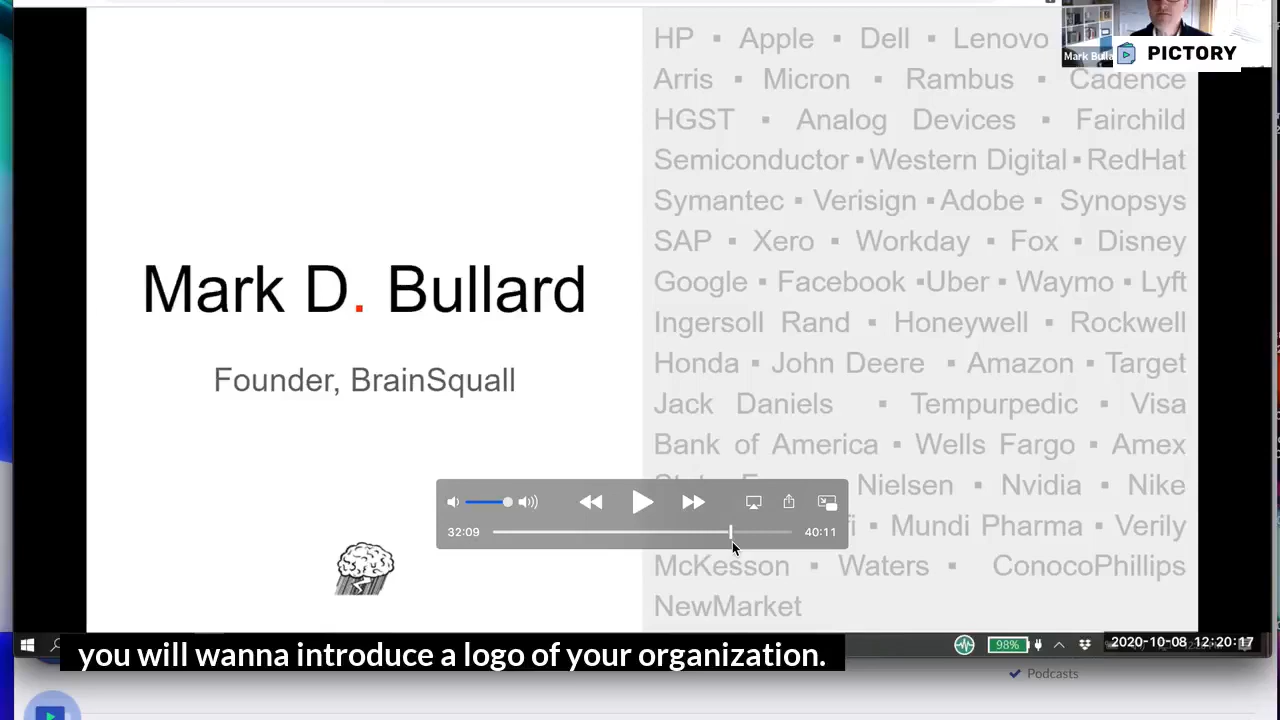 HP ▪ Apple ▪ Dell ▪ Lenovo
Mark Bulla
PICTORY
Arris ▪ Micron ▪ Rambus ▪ Cadence
HGST ▪ Analog Devices ▪ Fairchild
Semiconductor ▪ Western Digital ▪ RedHat
Symantec ▪ Verisign ▪ Adobe ▪ Synopsys
SAP ▪ Xero ▪ Workday ▪ Fox ▪ Disney
Google ▪ Facebook ▪ Uber ▪ Waymo ▪ Lyft
Ingersoll Rand ▪ Honeywell ▪ Rockwell
Honda ▪ John Deere ▪ Amazon ▪ Target
Jack Daniels ▪ Tempurpedic ▪ Visa
Bank of America ▪ Wells Fargo ▪ Amex
Nielsen ▪ Nvidia ▪ Nike
▪ Mundi Pharma ▪ Verily
McKesson ▪ Waters ▪ ConocoPhillips
NewMarket
Mark D. Bullard
Founder, BrainSquall
32:09
40:11
98%
2020-10-08 12:20:17
you will wanna introduce a logo of your organization.
Podcasts